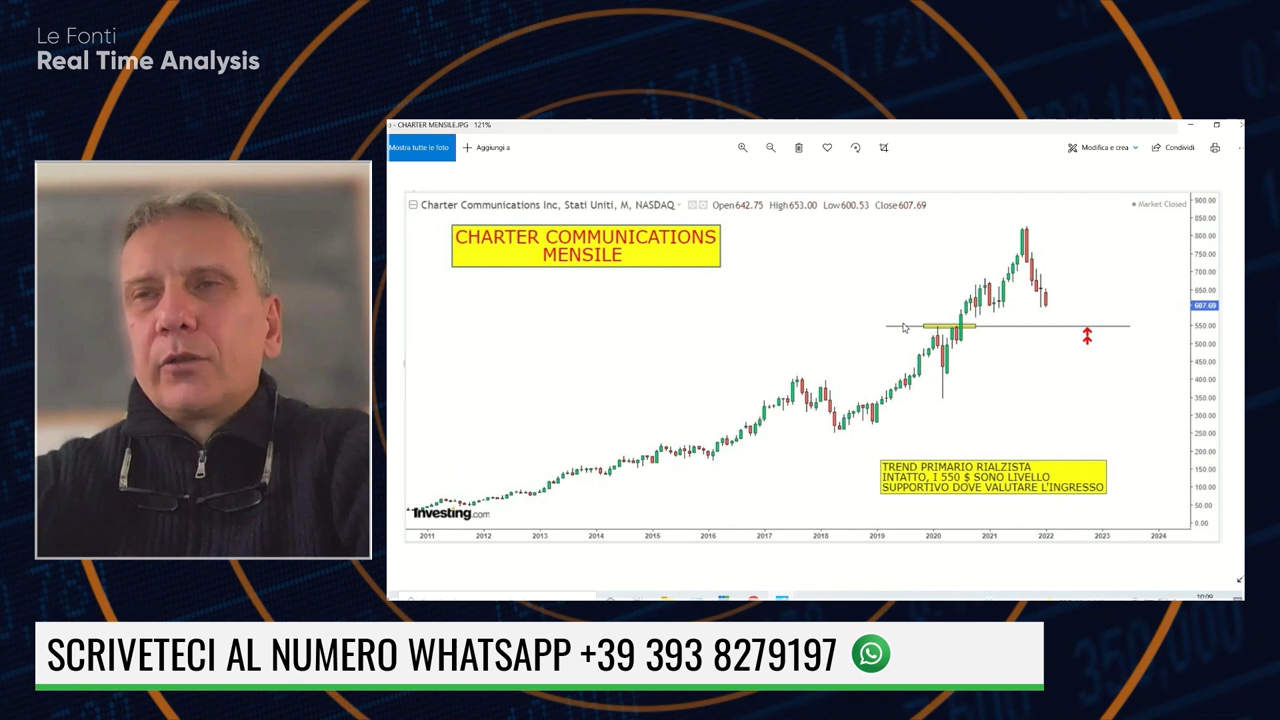 Le Fonti
Real Time Analysis
- CHARTER MENSILE.JPG 121%
Mostra tutte le foto
Aggiungi a
Modifica e crea
Condividi
Charter Communications Inc, Stati Uniti, M, NASDAQ
Open 642.75 High 653.00 Low 600.53 Close 607.69
Market Closed
CHARTER COMMUNICATIONS
MENSILE
900.00
850.00
800.00
750.00
700.00
650.00
607.69
550.00
500.00
450.00
400.00
350.00
300.00
250.00
200.00
150.00
100.00
50.00
0.00
TREND PRIMARIO RIALZISTA
INTATTO, I 550 $ SONO LIVELLO
SUPPORTIVO DOVE VALUTARE L'INGRESSO
Investing.com
2011 2012 2013 2014 2015 2016 2017 2018 2019 2020 2021 2022 2023 2024
10:09
SCRIVETECI AL NUMERO WHATSAPP +39 393 8279197